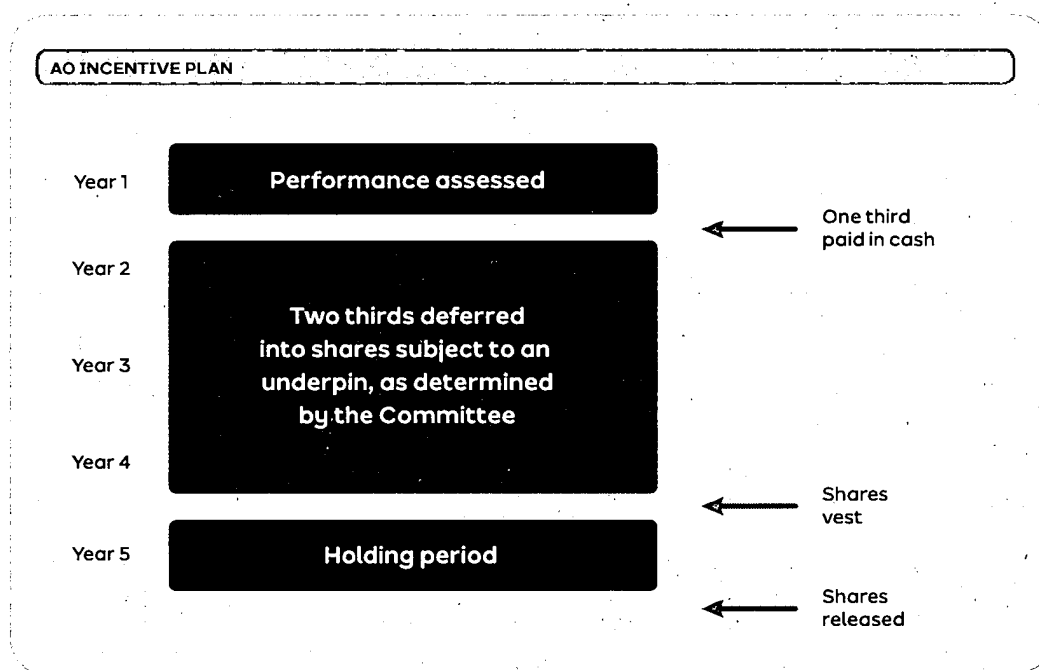 AO INCENTIVE PLAN
Year 1
Performance assessed
One third
paid in cash
Year 2
Two thirds deferred
into shares subject to an
underpin, as determined
by the Committee
Year 3
Year 4
Shares
vest
Year 5
Holding period
Shares
released